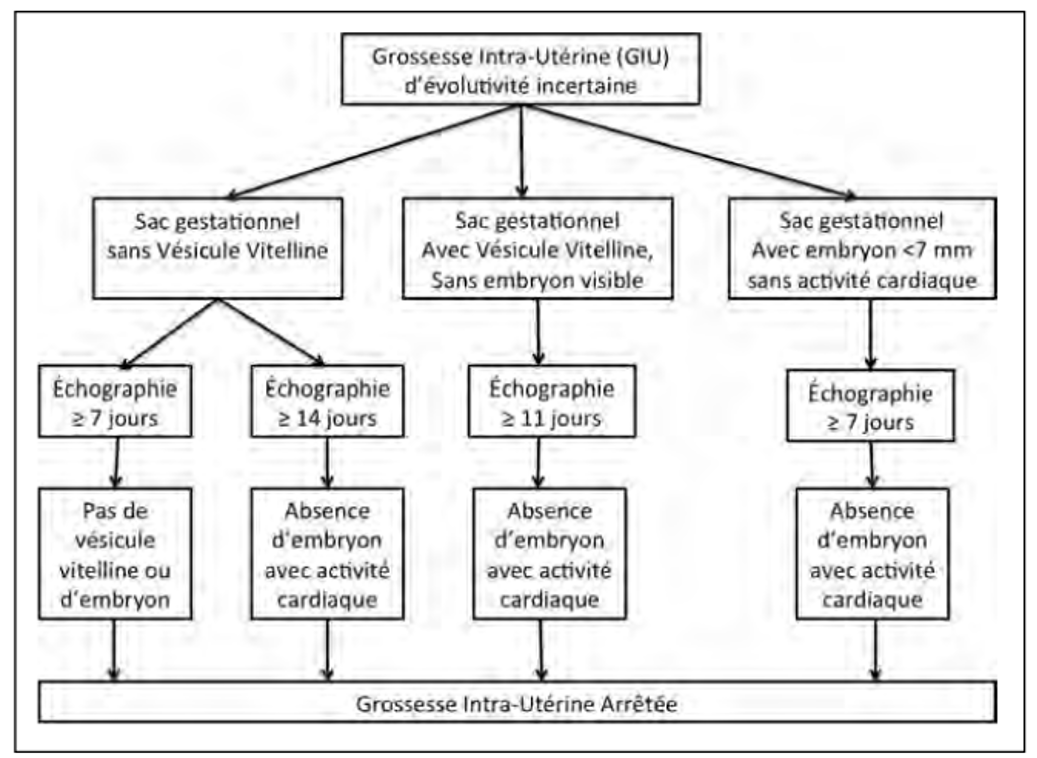 Grossesse Intra-Utérine (GIU)
d'évolutivité incertaine
Sac gestationnel
sans Vésicule Vitelline
Sac gestationnel
Avec Vésicule Vitelline,
Sans embryon visible
Sac gestationnel
Avec embryon <7 mm
sans activité cardiaque
Échographie
≥ 7 jours
Échographie
≥ 14 jours
Échographie
≥ 11 jours
Échographie
≥ 7 jours
Pas de
vésicule
vitelline ou
d'embryon
Absence
d'embryon
avec activité
cardiaque
Absence
d'embryon
avec activité
cardiaque
Absence
d'embryon
avec activité
cardiaque
Grossesse Intra-Utérine Arrêtée